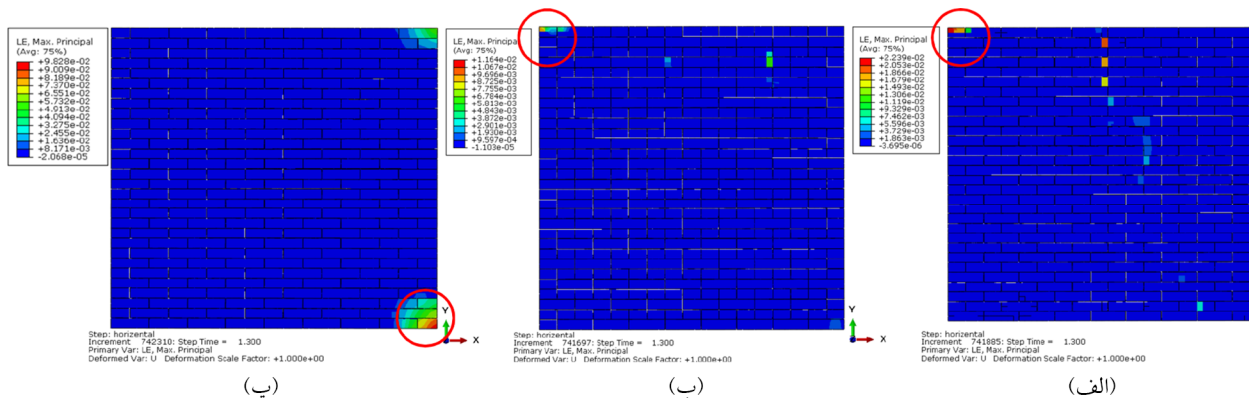 LE, Max. Principal
(Avg: 75%)
+9.828e-02
+9.009e-02
+8.189e-02
+7.370e-02
+6.551e-02
+5.732e-02
+4.913e-02
+4.094e-02
+3.275e-02
+2.455e-02
+1.636e-02
+8.171e-03
-2.068e-05
Y
X
Step: horizental
Increment 742310: Step Time = 1.300
Primary Var: LE, Max. Principal
Deformed Var: U Deformation Scale Factor: +1.000e+00
(پ)
LE, Max. Principal
(Avg: 75%)
+1.164e-02
+1.067e-02
+9.696e-03
+8.725e-03
+7.755e-03
+6.784e-03
+5.013e-03
+4.843e-03
+3.872e-03
+2.901e-03
+1.930e-03
+9.597e-04
-1.103e-05
Y
X
Step: horizental
Increment 741697: Step Time = 1.300
Primary Var: LE, Max. Principal
Deformed Var: U Deformation Scale Factor: +1.000e+00
(ب)
LE, Max. Principal
(Avg: 75%)
+2.239e-02
+2.053e-02
+1.866e-02
+1.679e-02
+1.493e-02
+1.306e-02
+1.119e-02
+9.329e-03
+7.462e-03
+5.596e-03
+3.729e-03
+1.863e-03
-3.695e-06
Step: horizental
Increment 741885: Step Time = 1.300
Primary Var: LE, Max. Principal
Deformed Var: U Deformation Scale Factor: +1.000e+00
(الف)